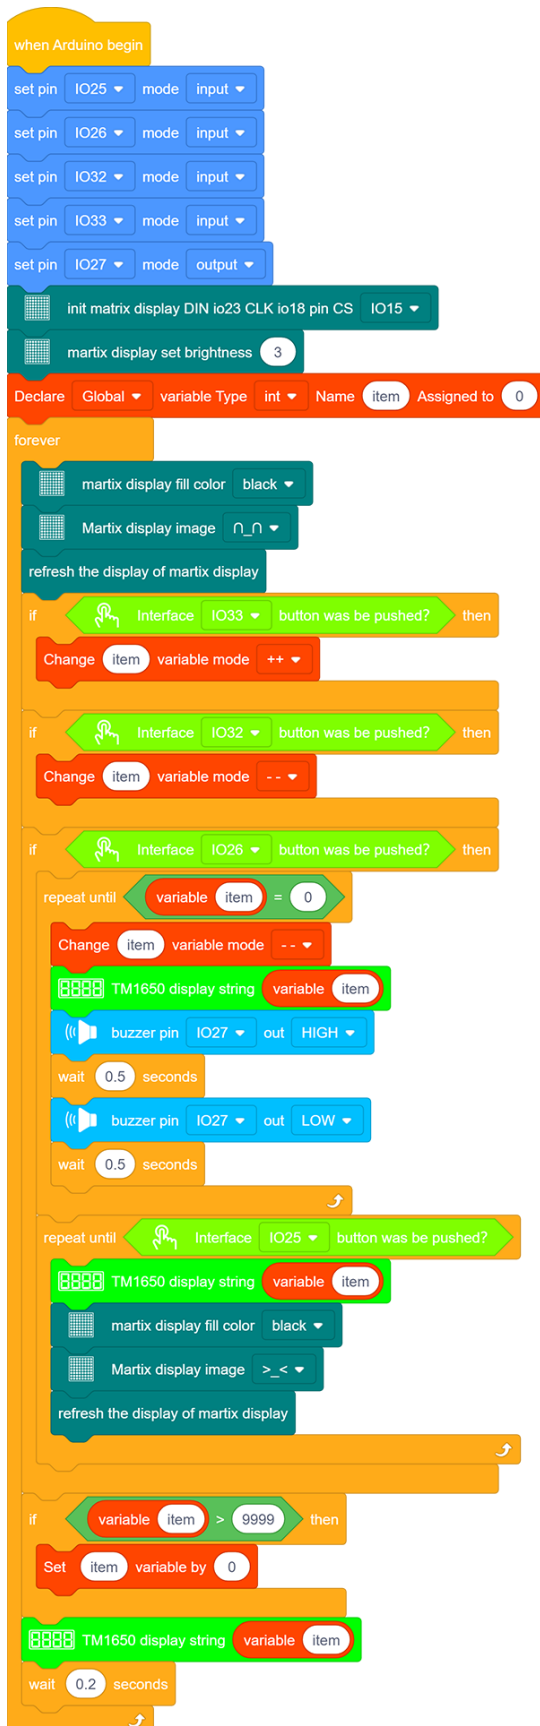 when Arduino begin
set pin IO25 mode input
set pin IO26 mode input
set pin IO32 mode input
set pin IO33 mode input
set pin IO27 mode output
init matrix display DIN io23 CLK io18 pin CS IO15
martix display set brightness 3
Declare Global variable Type int Name item Assigned to 0
forever
martix display fill color black
Martix display image ∩_∩
refresh the display of martix display
if Interface IO33 button was be pushed? then
Change item variable mode ++
if Interface IO32 button was be pushed? then
Change item variable mode --
if Interface IO26 button was be pushed? then
repeat until variable item = 0
Change item variable mode --
TM1650 display string variable item
buzzer pin IO27 out HIGH
wait 0.5 seconds
buzzer pin IO27 out LOW
wait 0.5 seconds
repeat until Interface IO25 button was be pushed?
TM1650 display string variable item
martix display fill color black
Martix display image >_<
refresh the display of martix display
if variable item > 9999 then
Set item variable by 0
TM1650 display string variable item
wait 0.2 seconds